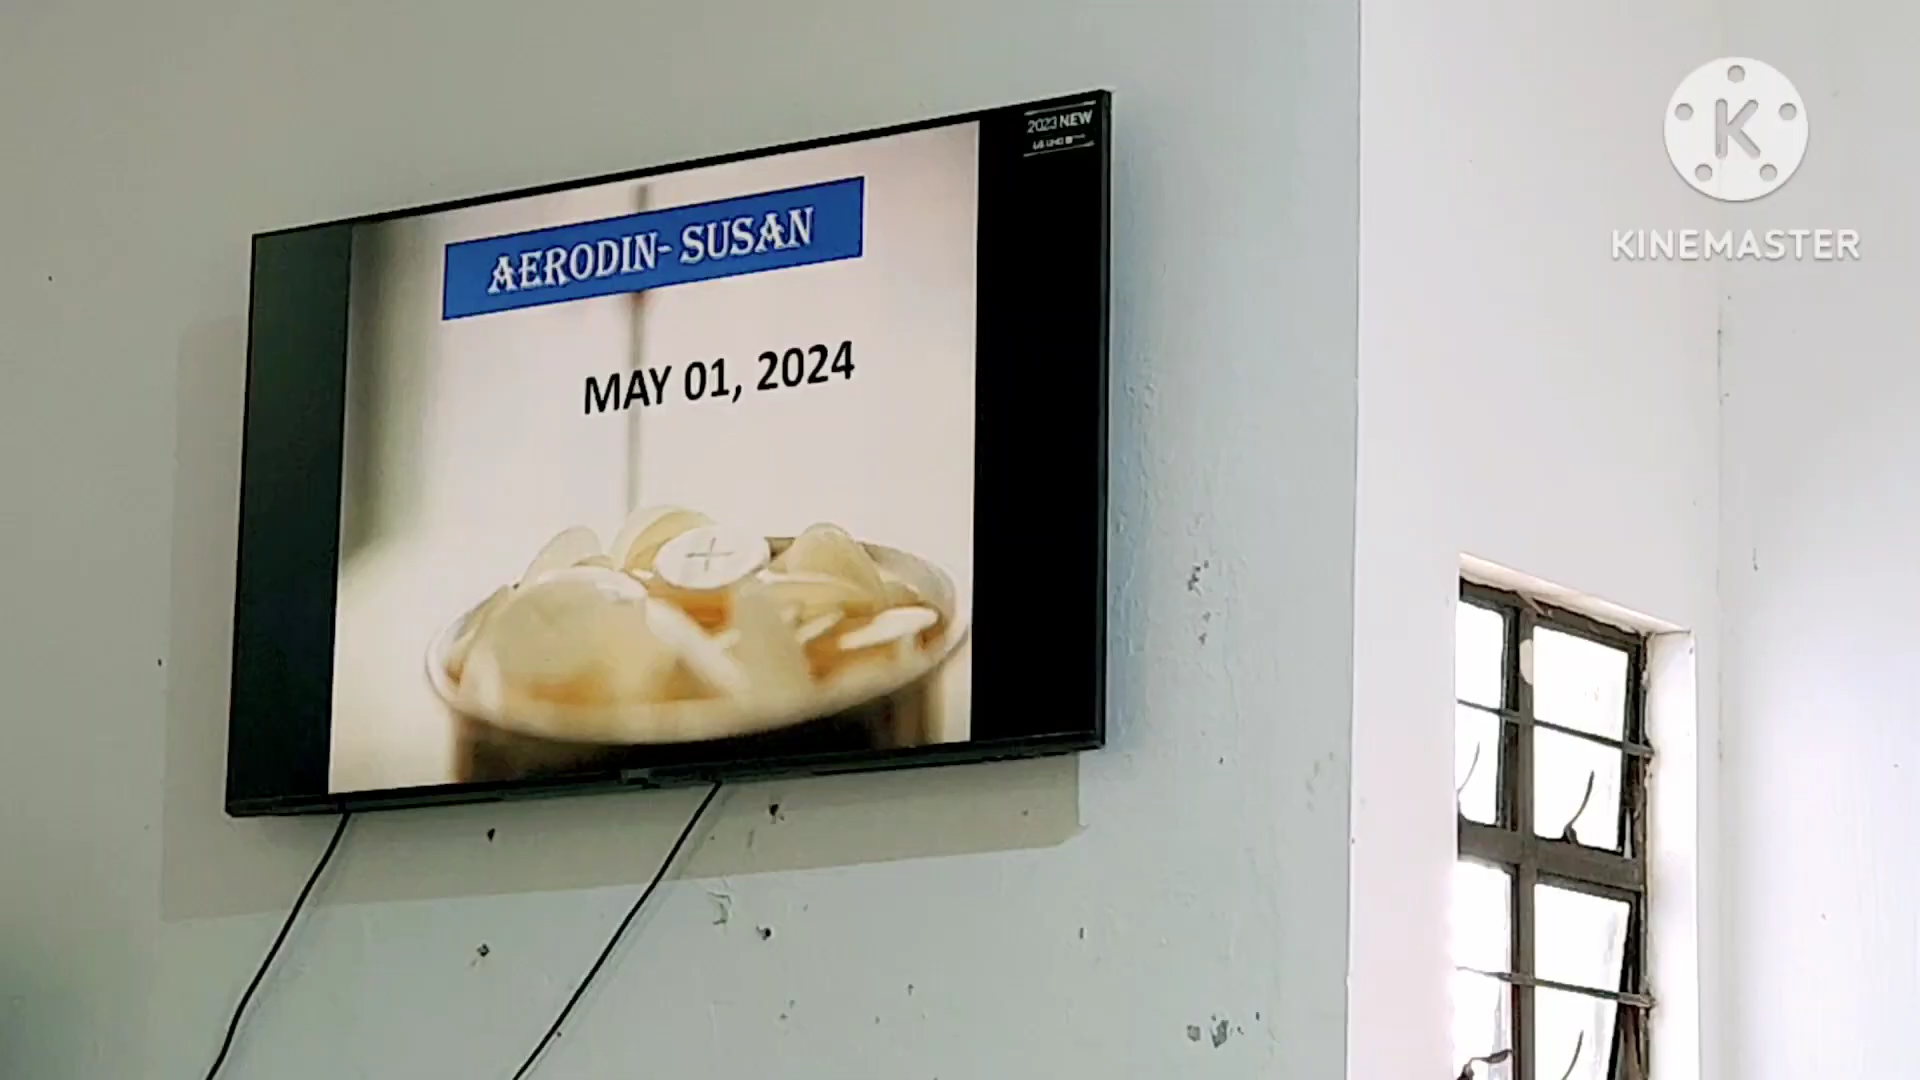 2023 NEW
AERODIN- SUSAN
MAY 01, 2024
K
KINEMASTER